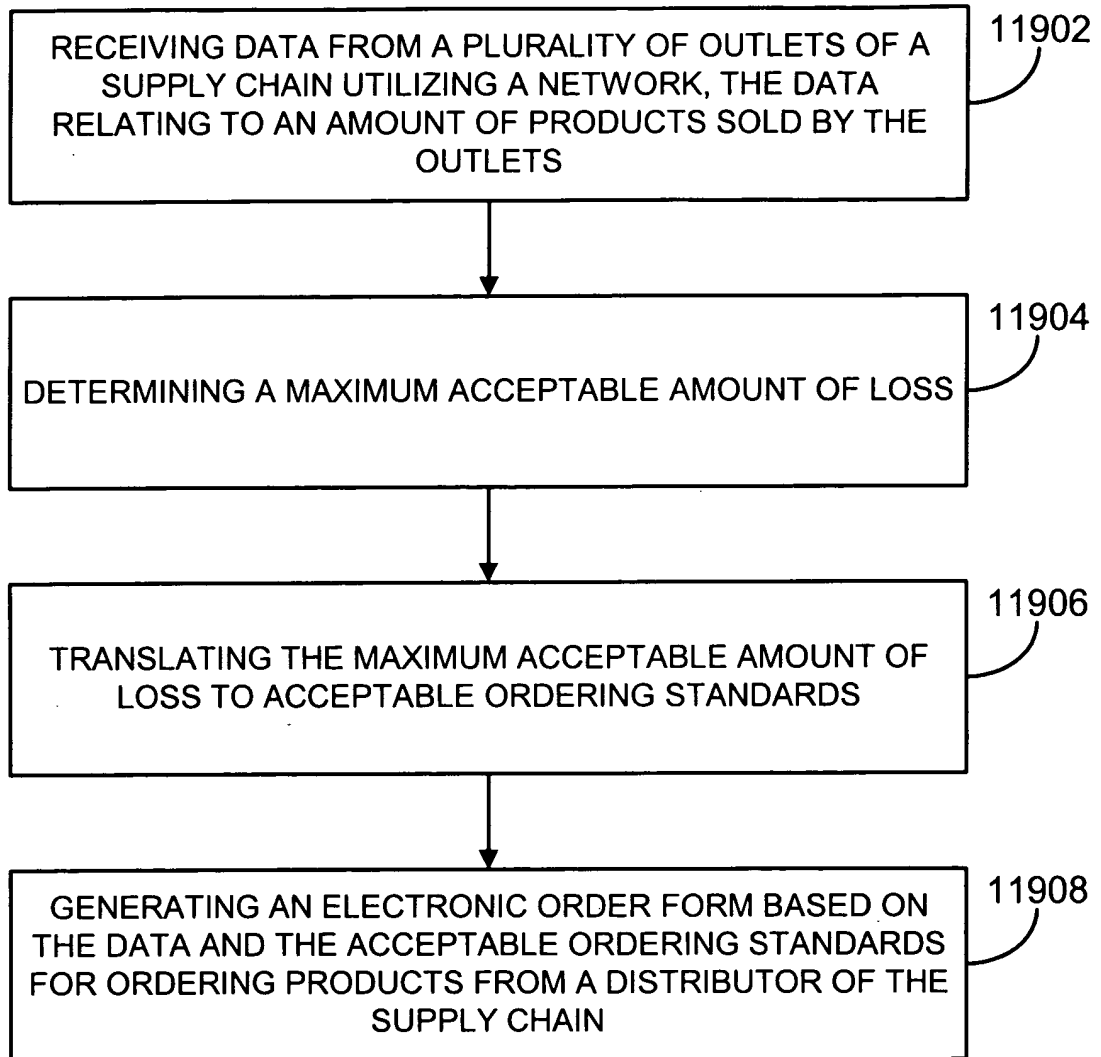 RECEIVING DATA FROM A PLURALITY OF OUTLETS OF A
SUPPLY CHAIN UTILIZING A NETWORK, THE DATA
RELATING TO AN AMOUNT OF PRODUCTS SOLD BY THE
OUTLETS
11902
DETERMINING A MAXIMUM ACCEPTABLE AMOUNT OF LOSS
11904
TRANSLATING THE MAXIMUM ACCEPTABLE AMOUNT OF
LOSS TO ACCEPTABLE ORDERING STANDARDS
11906
GENERATING AN ELECTRONIC ORDER FORM BASED ON
THE DATA AND THE ACCEPTABLE ORDERING STANDARDS
FOR ORDERING PRODUCTS FROM A DISTRIBUTOR OF THE
SUPPLY CHAIN
11908